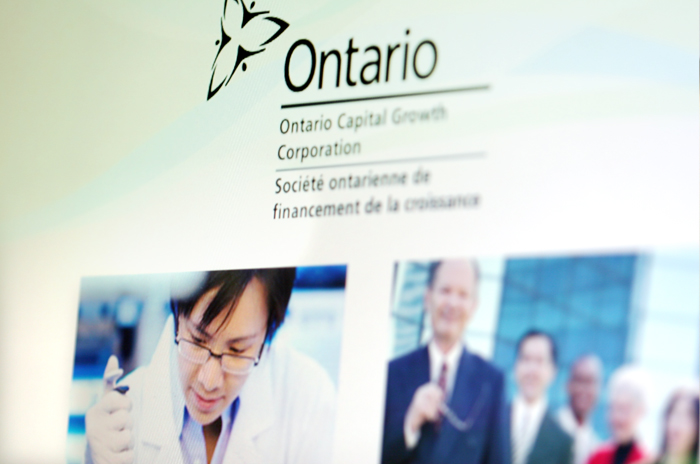 Ontario
Ontario Capital Growth
Corporation
Société ontarienne de
financement de la croissance